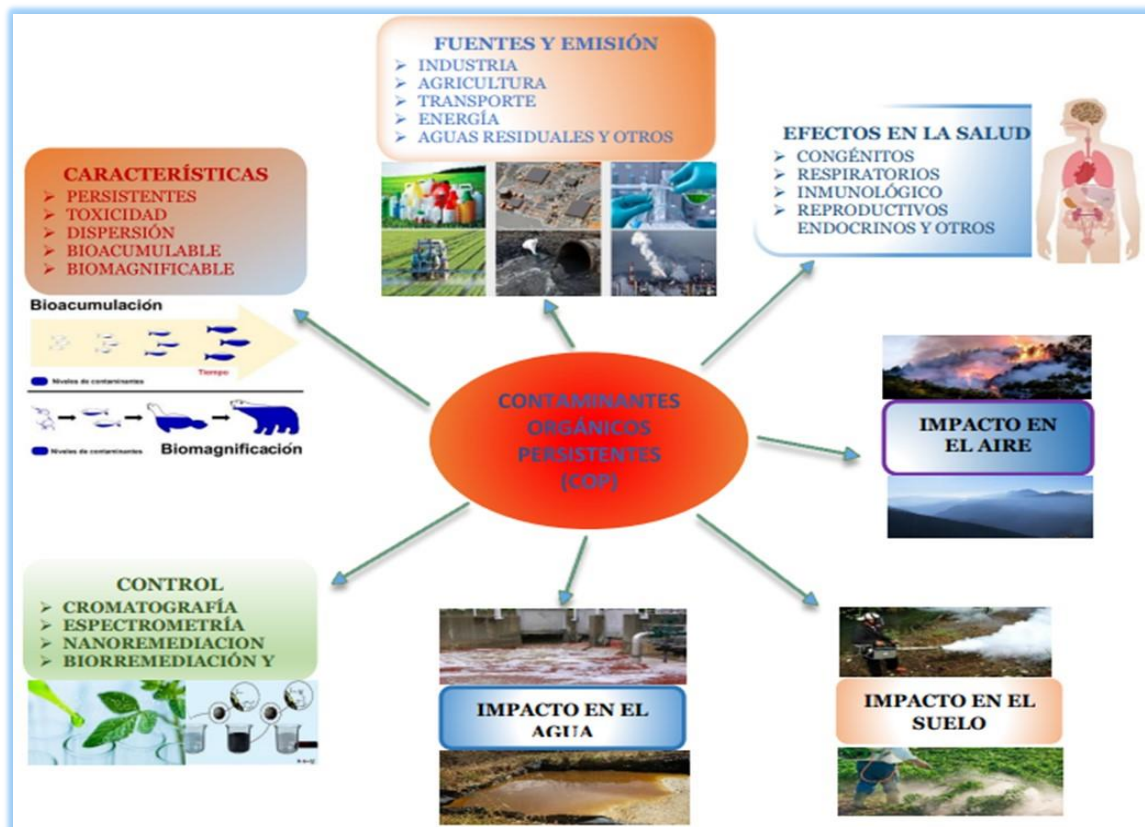 FUENTES Y EMISIÓN
➢ INDUSTRIA
➢ AGRICULTURA
➢ TRANSPORTE
➢ ENERGÍA
➢ AGUAS RESIDUALES Y OTROS
EFECTOS EN LA SALUD
➢ CONGÉNITOS
➢ RESPIRATORIOS
➢ INMUNOLÓGICO
➢ REPRODUCTIVOS
ENDOCRINOS Y OTROS
CARACTERÍSTICAS
➢ PERSISTENTES
➢ TOXICIDAD
➢ DISPERSIÓN
➢ BIOACUMULABLE
➢ BIOMAGNIFICABLE
Bioacumulación
Tiempo
Niveles de contaminantes
Niveles de contaminantes
Biomagnificación
CONTAMINANTES
ORGÁNICOS
PERSISTENTES
(COP)
IMPACTO EN
EL AIRE
CONTROL
➢ CROMATOGRAFÍA
➢ ESPECTROMETRÍA
➢ NANOREMEDIACION
➢ BIORREMEDIACIÓN Y
IMPACTO EN EL
AGUA
IMPACTO EN EL
SUELO